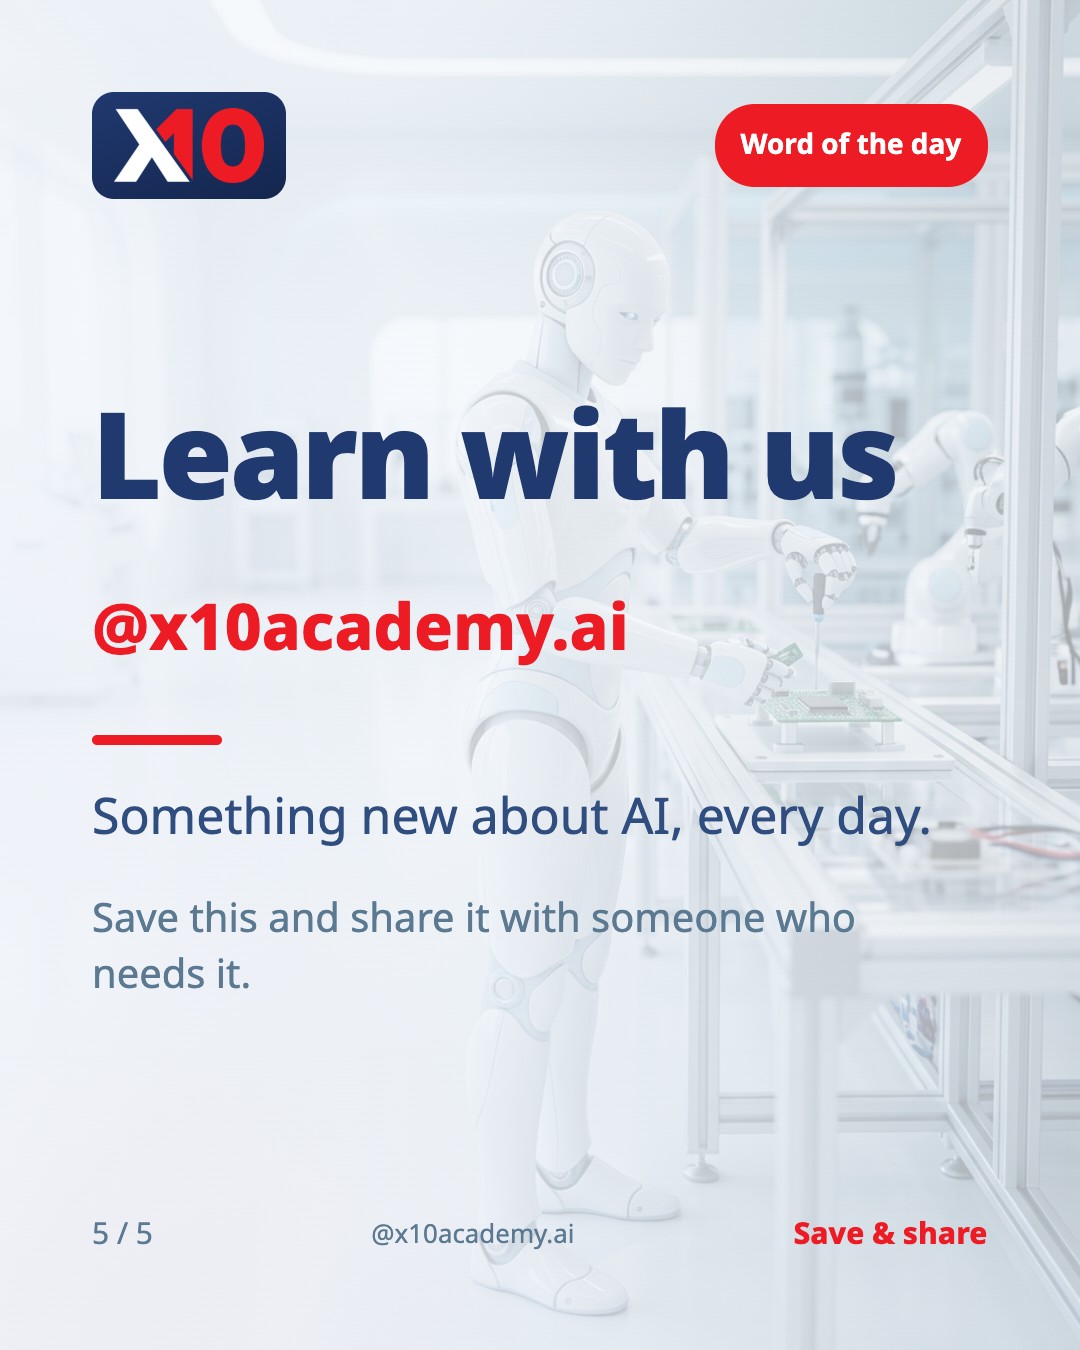 X10
Word of the day
Learn with us
@x10academy.ai
Something new about AI, every day.
Save this and share it with someone who
needs it.
5 / 5
@x10academy.ai
Save & share